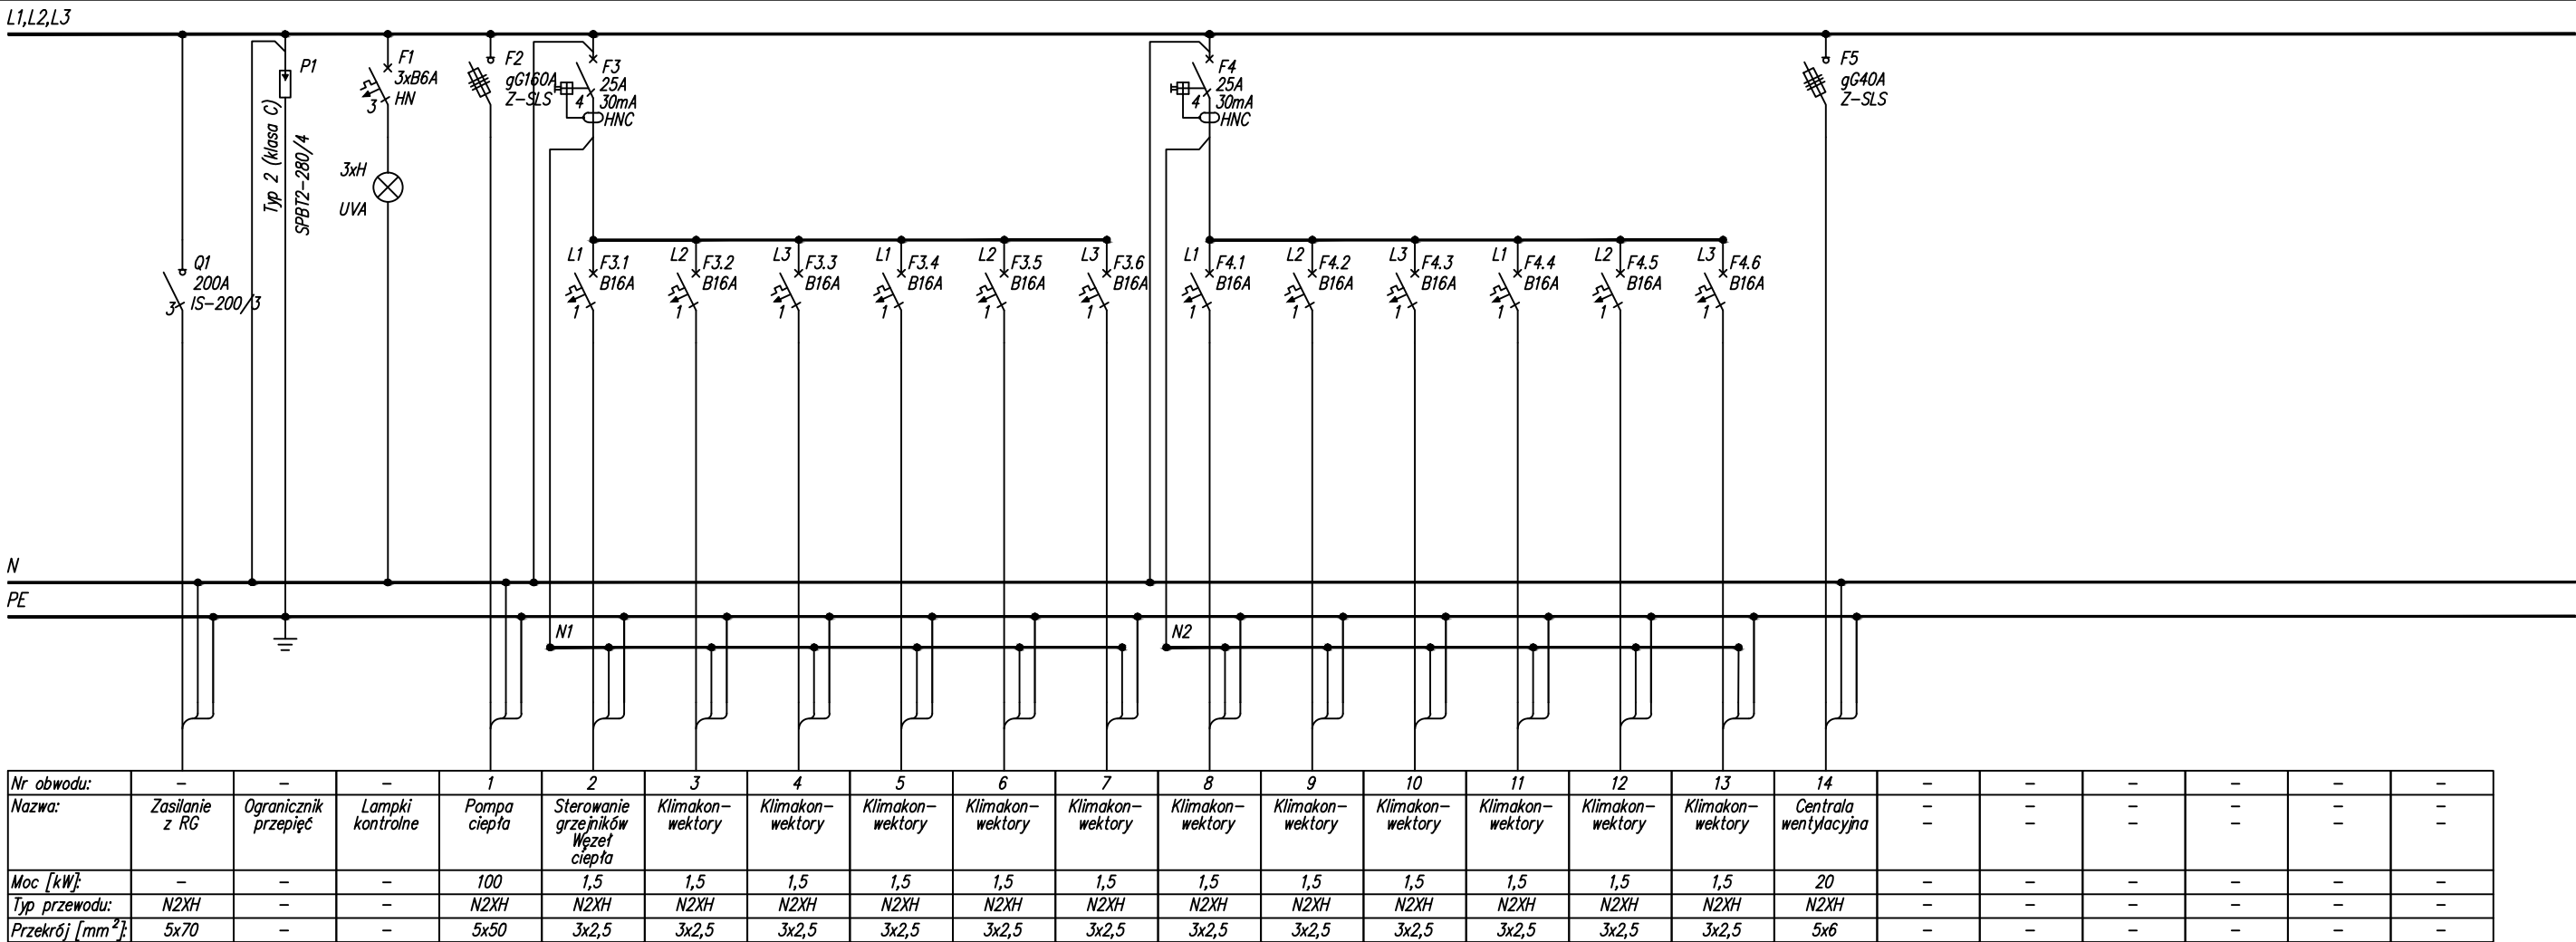 L1,L2,L3
P1
Typ 2 (klasa C)
SPBT2-280/4
F1
3xB6A
HN
3
3xH
UVA
F2
gG160A
Z-SLS
F3
25A
30mA
HNC
4
F4
25A
30mA
HNC
4
F5
gG40A
Z-SLS
Q1
200A
IS-200/3
3
L1 F3.1
B16A
1
L2 F3.2
B16A
1
L3 F3.3
B16A
1
L1 F3.4
B16A
1
L2 F3.5
B16A
1
L3 F3.6
B16A
1
L1 F4.1
B16A
1
L2 F4.2
B16A
1
L3 F4.3
B16A
1
L1 F4.4
B16A
1
L2 F4.5
B16A
1
L3 F4.6
B16A
1
N
PE
N1
N2
Nr obwodu: - - - 1 2 3 4 5 6 7 8 9 10 11 12 13 14 - - - - - -
Nazwa:
Zasilanie
z RG
Ogranicznik
przepięć
Lampki
kontrolne
Pompa
ciepła
Sterowanie
grzejników
Węzeł
ciepła
Klimakon-
wektory
Klimakon-
wektory
Klimakon-
wektory
Klimakon-
wektory
Klimakon-
wektory
Klimakon-
wektory
Klimakon-
wektory
Klimakon-
wektory
Klimakon-
wektory
Klimakon-
wektory
Klimakon-
wektory
Centrala
wentylacyjna
- - - - - -
- - - - - -
Moc [kW]: - - - 100 1,5 1,5 1,5 1,5 1,5 1,5 1,5 1,5 1,5 1,5 1,5 1,5 20 - - - - - -
Typ przewodu: N2XH - - N2XH N2XH N2XH N2XH N2XH N2XH N2XH N2XH N2XH N2XH N2XH N2XH N2XH N2XH - - - - - -
Przekrój [mm²]: 5x70 - - 5x50 3x2,5 3x2,5 3x2,5 3x2,5 3x2,5 3x2,5 3x2,5 3x2,5 3x2,5 3x2,5 3x2,5 3x2,5 5x6 - - - - - -